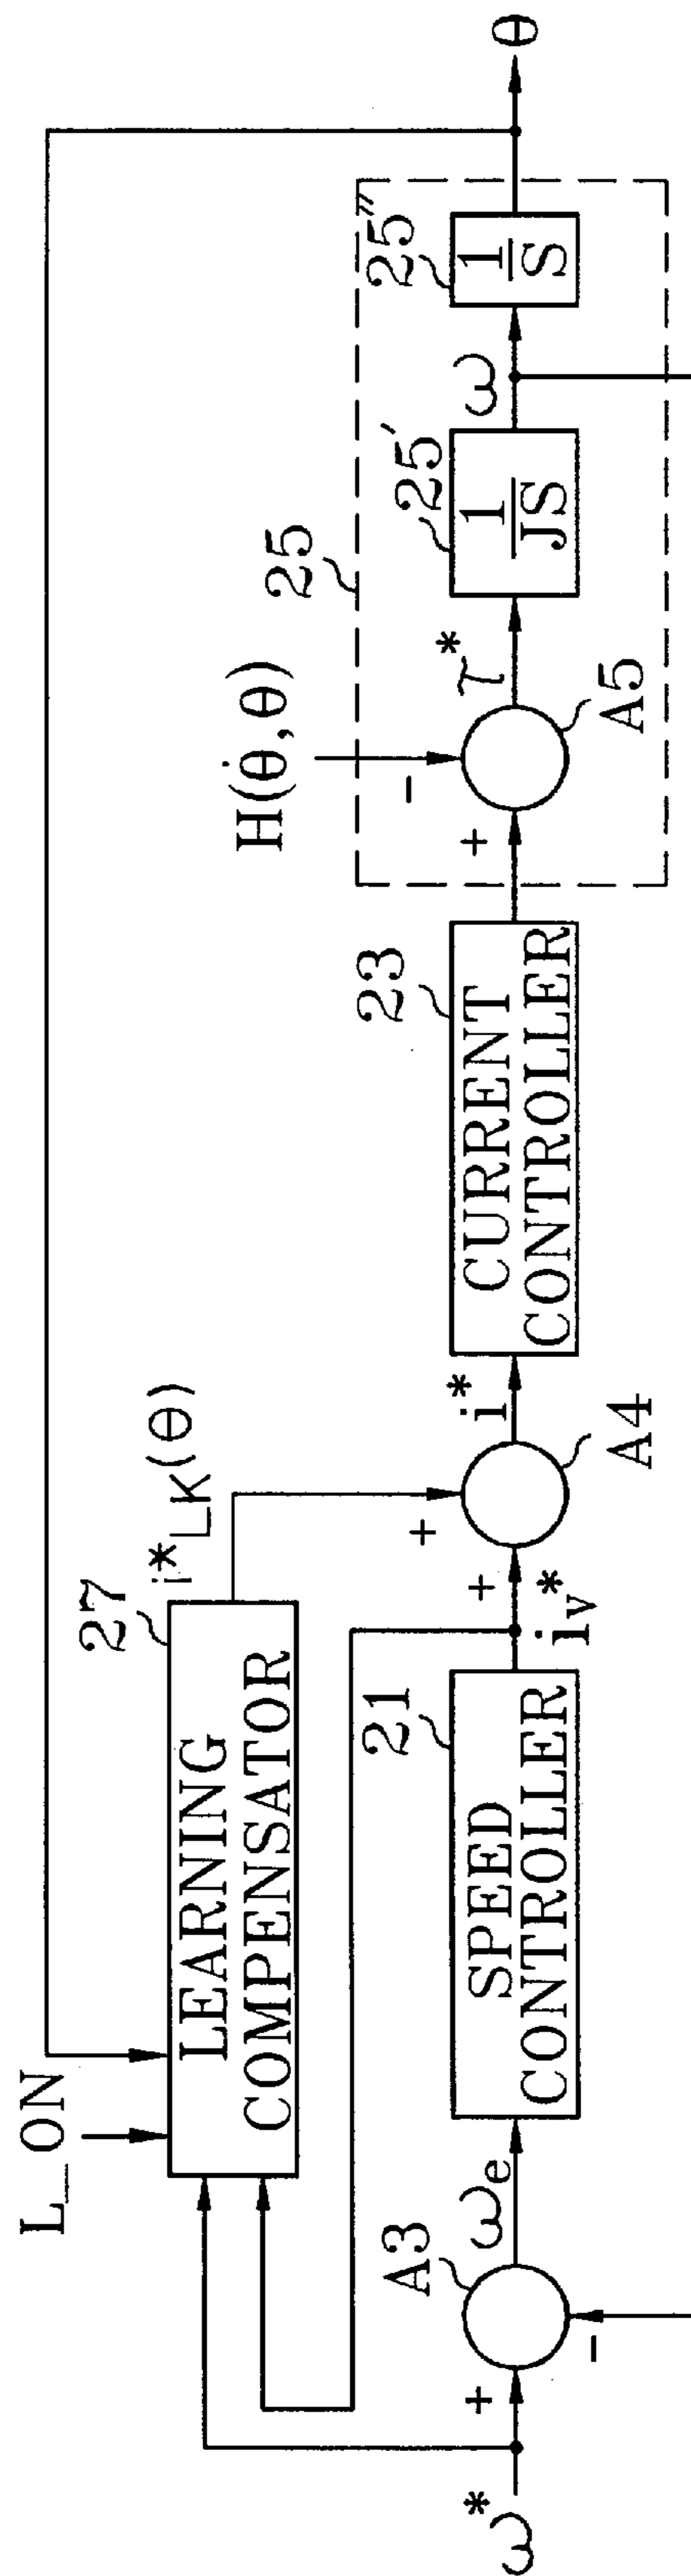 L_ON
27
LEARNING
COMPENSATOR
i*LK(θ)
H(θ̇,θ)
25
ω*
+
-
A3
ωe
21
SPEED
CONTROLLER
iv*
+
+
A4
i*
23
CURRENT
CONTROLLER
+
-
A5
τ*
25'
1
JS
ω
25"
1
S
θ